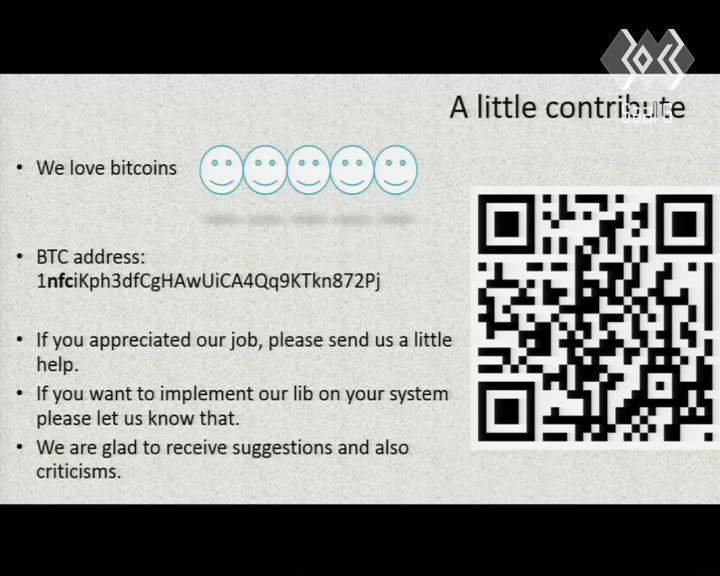 A little contribute
• We love bitcoins
• BTC address:
1nfciKph3dfCgHAwUiCA4Qq9KTkn872Pj
• If you appreciated our job, please send us a little
help.
• If you want to implement our lib on your system
please let us know that.
• We are glad to receive suggestions and also
criticisms.